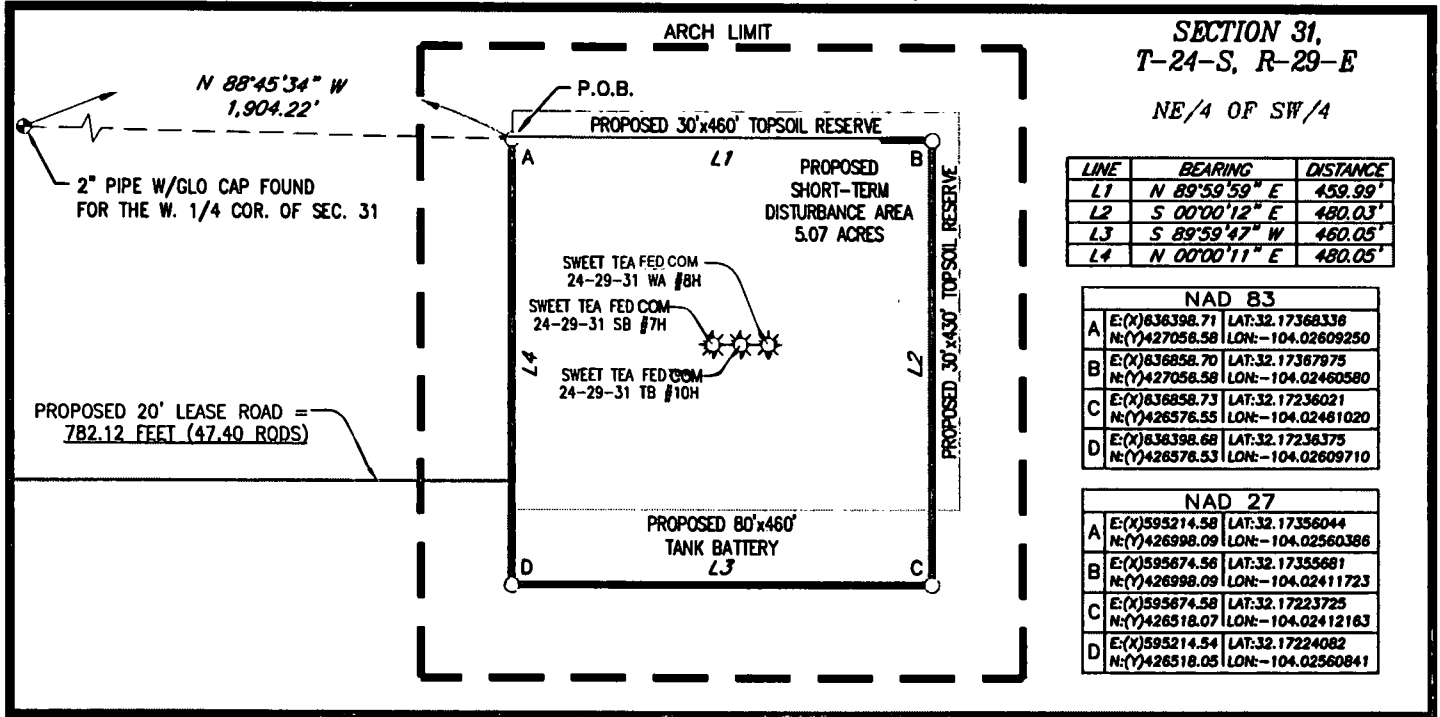 ARCH LIMIT
N 88°45'34" W
1,904.22'
P.O.B.
2" PIPE W/GLO CAP FOUND
FOR THE W. 1/4 COR. OF SEC. 31
PROPOSED 30'x460' TOPSOIL RESERVE
A
L1
B
PROPOSED
SHORT-TERM
DISTURBANCE AREA
5.07 ACRES
SWEET TEA FED COM
24-29-31 WA #8H
SWEET TEA FED COM
24-29-31 SB #7H
SWEET TEA FED COM
24-29-31 TB #10H
L4
L2
PROPOSED 30'x430' TOPSOIL RESERVE
PROPOSED 20' LEASE ROAD =
782.12 FEET (47.40 RODS)
PROPOSED 80'x460'
TANK BATTERY
D
L3
C
SECTION 31,
T-24-S, R-29-E
NE/4 OF SW/4
LINE BEARING DISTANCE
L1 N 89°59'59" E 459.99'
L2 S 00°00'12" E 480.03'
L3 S 89°59'47" W 460.05'
L4 N 00°00'11" E 480.05'
NAD 83
A E:(X)636398.71 LAT:32.17368336
N:(Y)427056.58 LON:-104.02609250
B E:(X)636858.70 LAT:32.17367975
N:(Y)427056.58 LON:-104.02460580
C E:(X)636858.73 LAT:32.17236021
N:(Y)426576.55 LON:-104.02461020
D E:(X)636398.68 LAT:32.17236375
N:(Y)426576.53 LON:-104.02609710
NAD 27
A E:(X)595214.58 LAT:32.17356044
N:(Y)426998.09 LON:-104.02560386
B E:(X)595674.56 LAT:32.17355681
N:(Y)426998.09 LON:-104.02411723
C E:(X)595674.58 LAT:32.17223725
N:(Y)426518.07 LON:-104.02412163
D E:(X)595214.54 LAT:32.17224082
N:(Y)426518.05 LON:-104.02560841